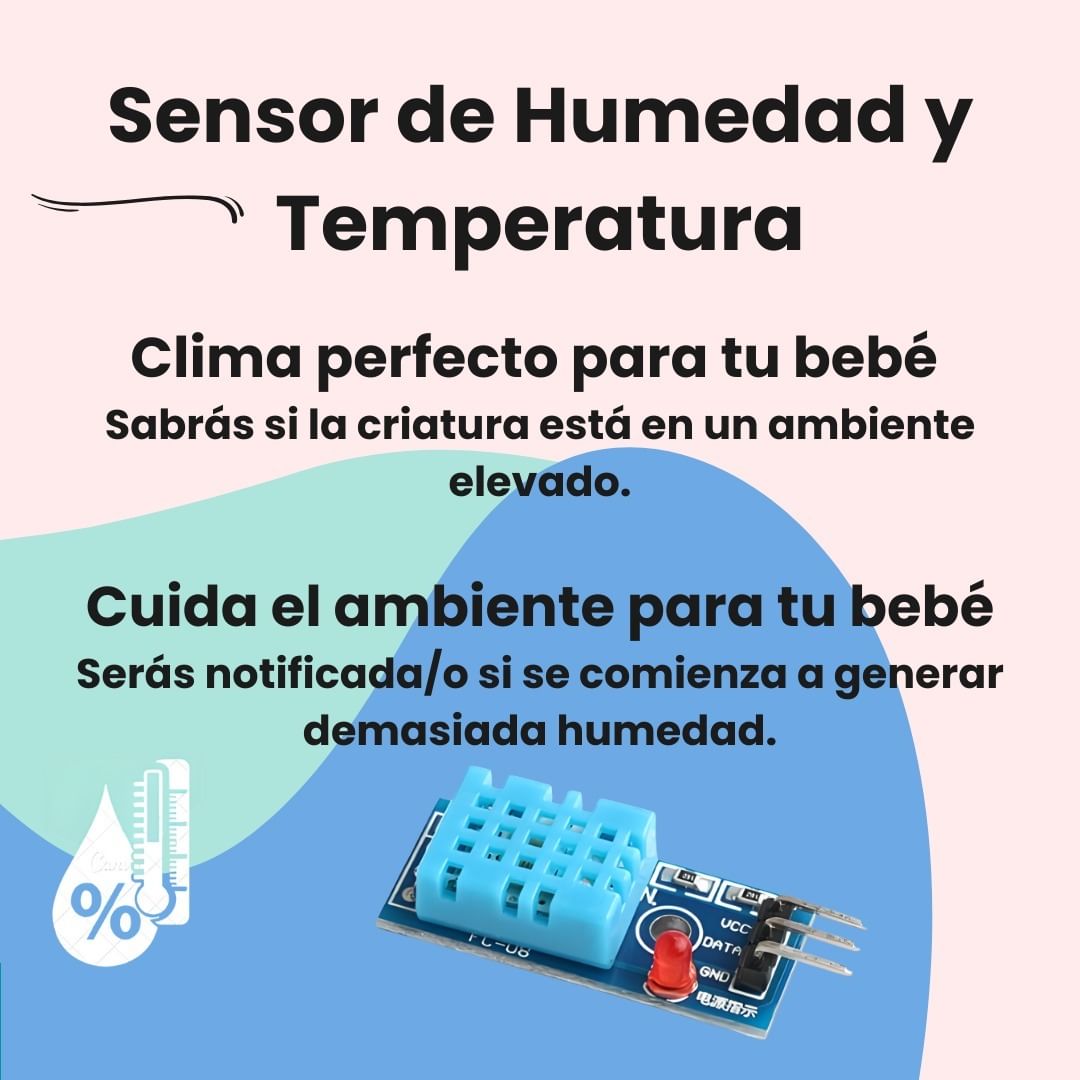 Sensor de Humedad y
Temperatura
Clima perfecto para tu bebé
Sabrás si la criatura está en un ambiente
elevado.
Cuida el ambiente para tu bebé
Serás notificada/o si se comienza a generar
demasiada humedad.
%
FC-08
VCC
DATA
GND
电源指示